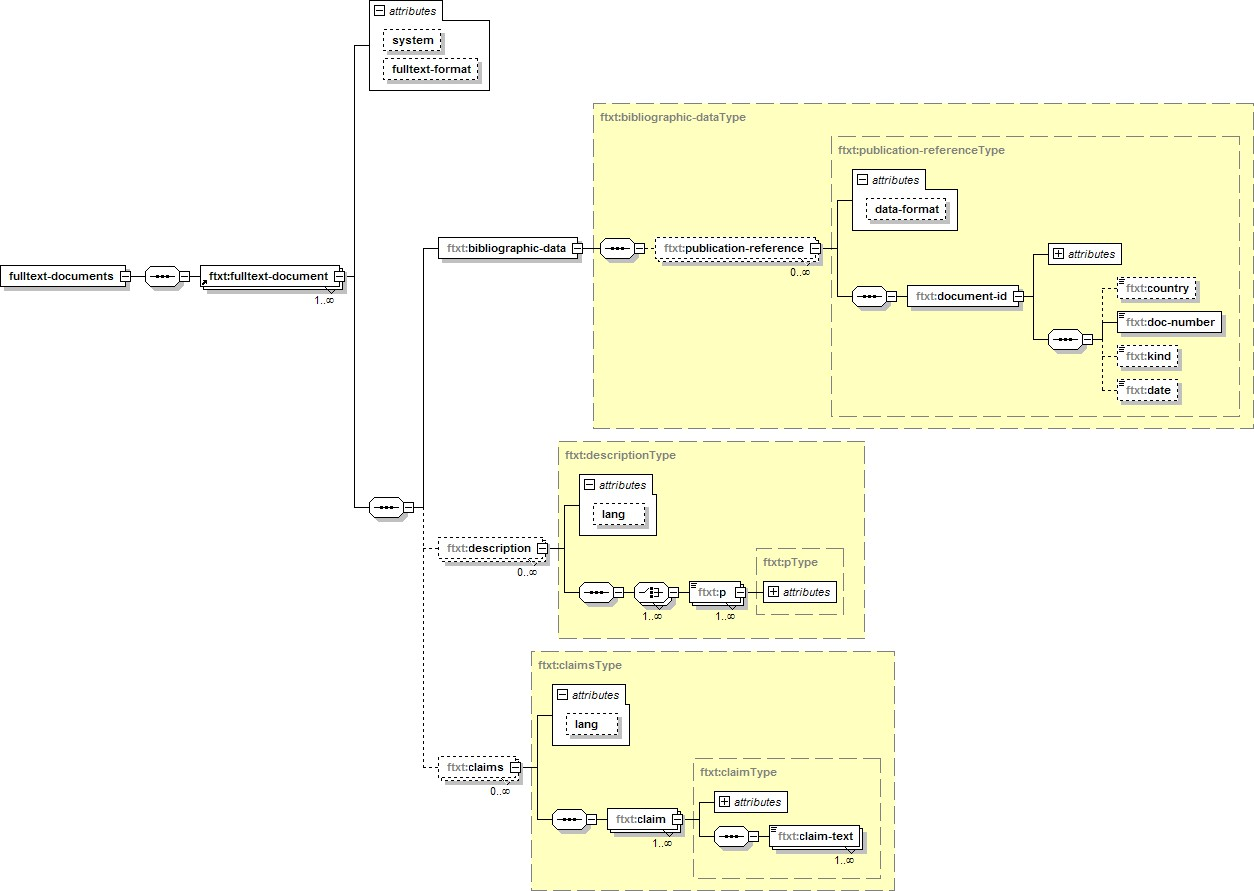 attributes
system
fulltext-format
ftxt:bibliographic-dataType
ftxt:publication-referenceType
attributes
data-format
ftxt:bibliographic-data
ftxt:publication-reference
0..∞
attributes
fulltext-documents
ftxt:fulltext-document
1..∞
ftxt:document-id
ftxt:country
ftxt:doc-number
ftxt:kind
ftxt:date
ftxt:descriptionType
attributes
lang
ftxt:description
0..∞
ftxt:pType
1..∞
ftxt:p
1..∞
attributes
ftxt:claimsType
attributes
lang
ftxt:claims
0..∞
ftxt:claimType
attributes
ftxt:claim
1..∞
ftxt:claim-text
1..∞